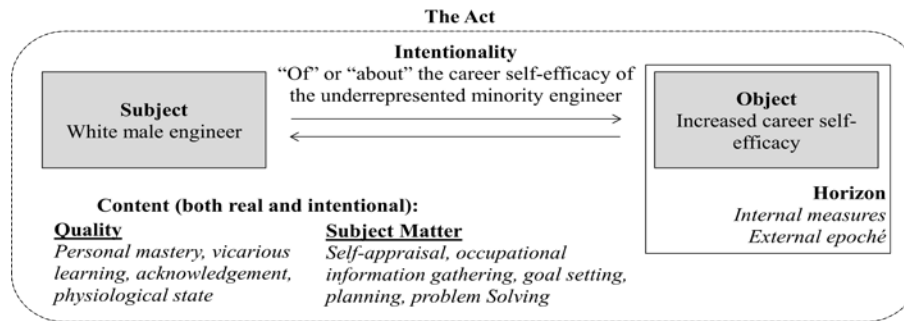 The Act
Intentionality
“Of” or “about” the career self-efficacy of
the underrepresented minority engineer
Subject
White male engineer
Object
Increased career self-
efficacy
Horizon
Internal measures
External epoché
Content (both real and intentional):
Quality
Personal mastery, vicarious
learning, acknowledgement,
physiological state
Subject Matter
Self-appraisal, occupational
information gathering, goal setting,
planning, problem Solving